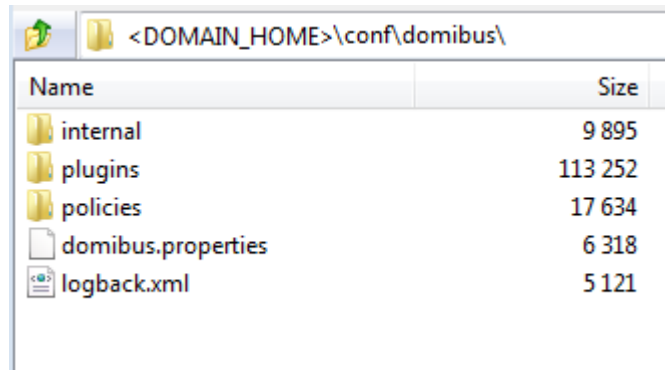 <DOMAIN_HOME>\conf\domibus\
Name Size
internal 9 895
plugins 113 252
policies 17 634
domibus.properties 6 318
logback.xml 5 121